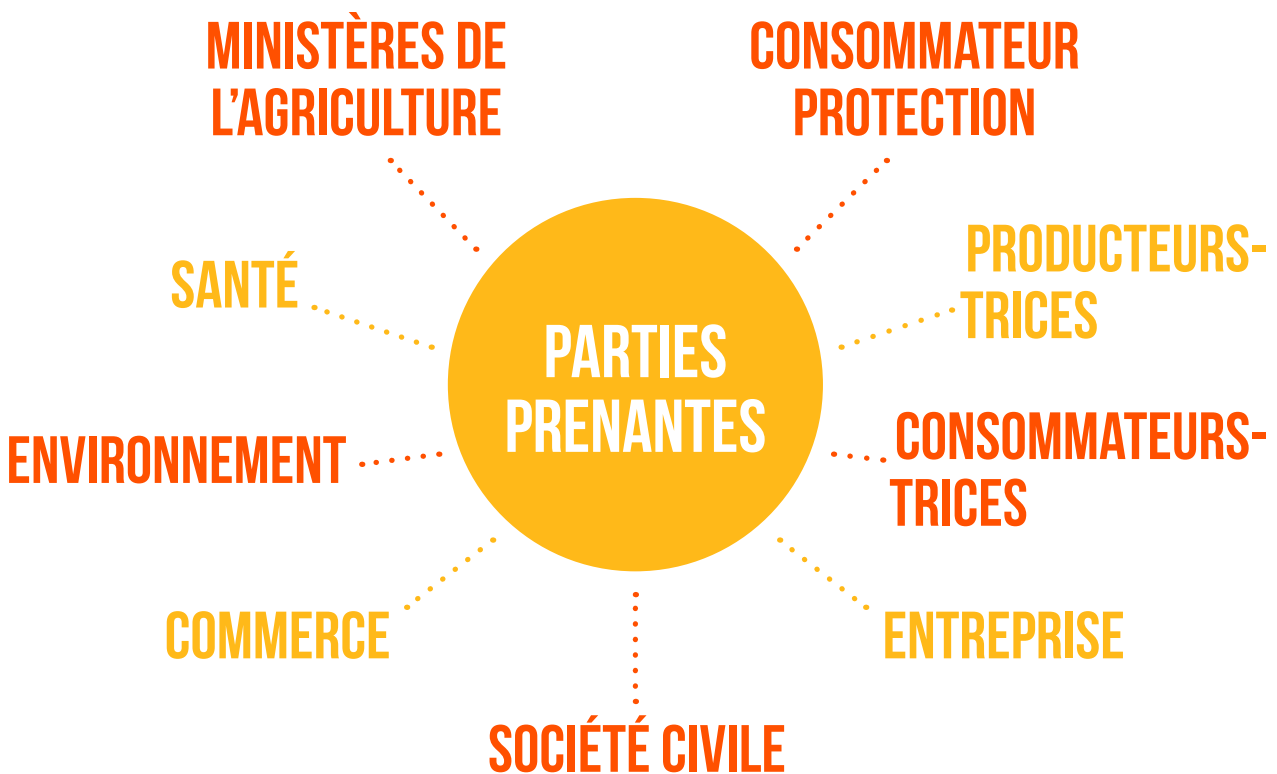 MINISTÈRES DE
L’AGRICULTURE
CONSOMMATEUR
PROTECTION
SANTÉ
PRODUCTEURS-
TRICES
PARTIES
PRENANTES
ENVIRONNEMENT
CONSOMMATEURS-
TRICES
COMMERCE
ENTREPRISE
SOCIÉTÉ CIVILE